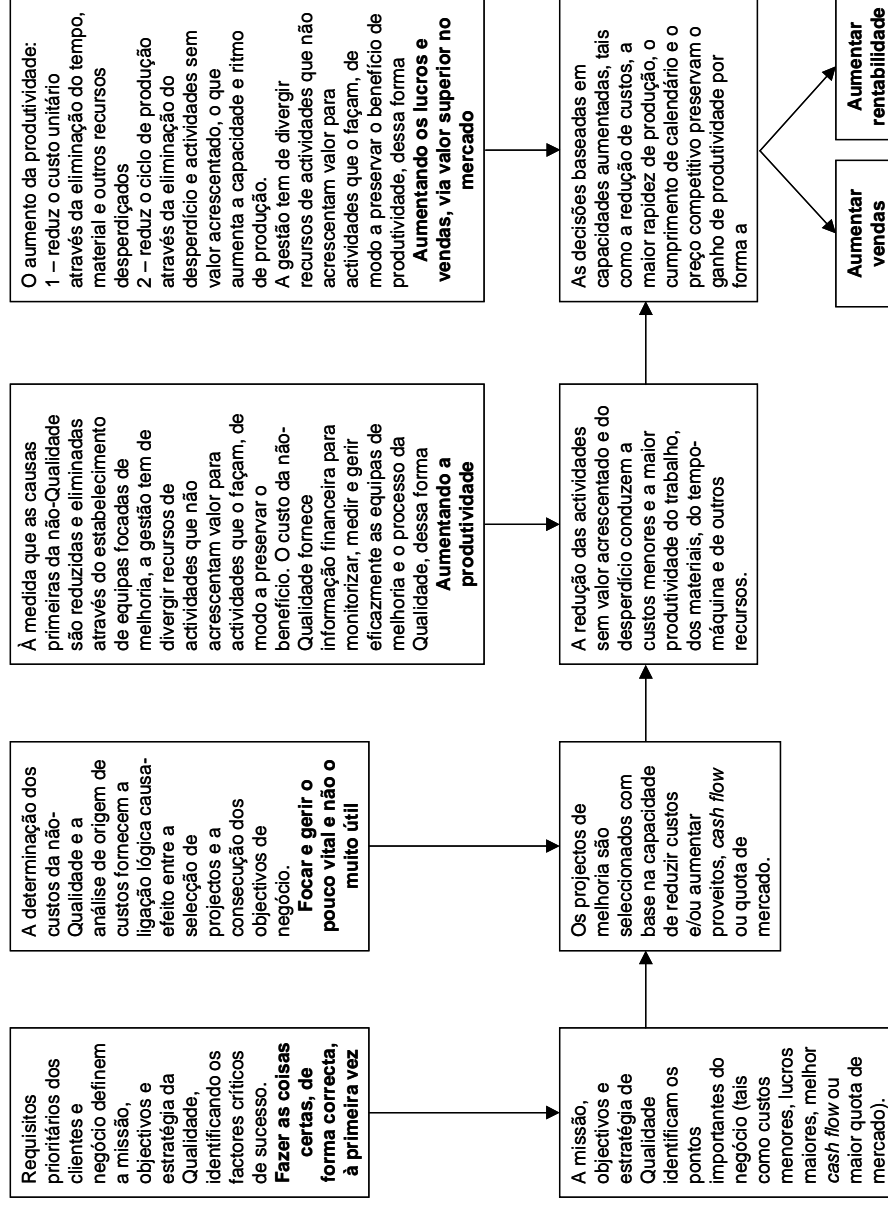 Requisitos
prioritários dos
clientes e
negócio definem
a missão,
objectivos e
estratégia da
Qualidade,
identificando os
factores críticos
de sucesso.
Fazer as coisas
certas, de
forma correcta,
à primeira vez
A determinação dos
custos da não-
Qualidade e a
análise de origem de
custos fornecem a
ligação lógica causa-
efeito entre a
selecção de
projectos e a
consecução dos
objectivos de
negócio.
Focar e gerir o
pouco vital e não o
muito útil
À medida que as causas
primeiras da não-Qualidade
são reduzidas e eliminadas
através do estabelecimento
de equipas focadas de
melhoria, a gestão tem de
divergir recursos de
actividades que não
acrescentam valor para
actividades que o façam, de
modo a preservar o
benefício. O custo da não-
Qualidade fornece
informação financeira para
monitorizar, medir e gerir
eficazmente as equipas de
melhoria e o processo da
Qualidade, dessa forma
Aumentando a
produtividade
O aumento da produtividade:
1 – reduz o custo unitário
através da eliminação do tempo,
material e outros recursos
desperdiçados
2 – reduz o ciclo de produção
através da eliminação do
desperdício e actividades sem
valor acrescentado, o que
aumenta a capacidade e ritmo
de produção.
A gestão tem de divergir
recursos de actividades que não
acrescentam valor para
actividades que o façam, de
modo a preservar o benefício de
produtividade, dessa forma
Aumentando os lucros e
vendas, via valor superior no
mercado
A missão,
objectivos e
estratégia de
Qualidade
identificam os
pontos
importantes do
negócio (tais
como custos
menores, lucros
maiores, melhor
cash flow ou
maior quota de
mercado).
Os projectos de
melhoria são
seleccionados com
base na capacidade
de reduzir custos
e/ou aumentar
proveitos, cash flow
ou quota de
mercado.
A redução das actividades
sem valor acrescentado e do
desperdício conduzem a
custos menores e a maior
produtividade do trabalho,
dos materiais, do tempo-
máquina e de outros
recursos.
As decisões baseadas em
capacidades aumentadas, tais
como a redução de custos, a
maior rapidez de produção, o
cumprimento de calendário e o
preço competitivo preservam o
ganho de produtividade por
forma a
Aumentar
vendas
Aumentar
rentabilidade